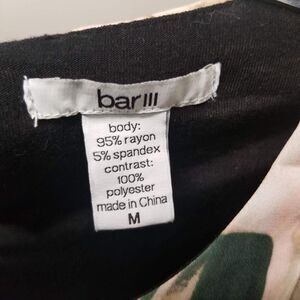 bar III
body:
95% rayon
5% spandex
contrast:
100%
polyester
made in China
M